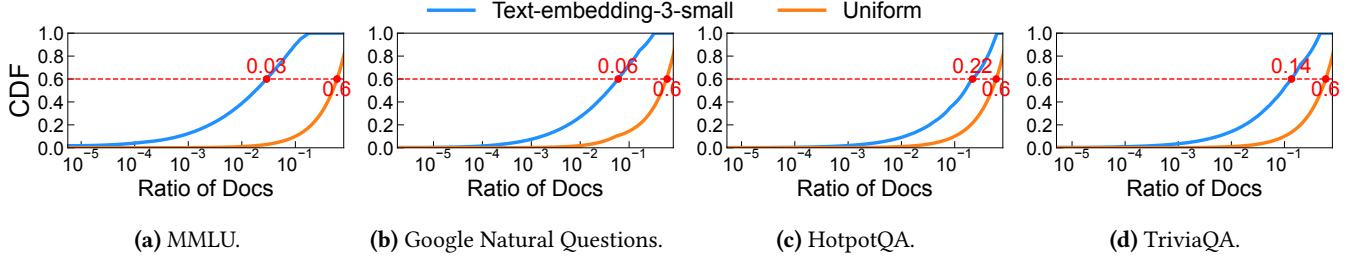 Text-embedding-3-small Uniform
CDF
1.0
0.8
0.6
0.4
0.2
0.0
0.03
0.6
10⁻⁵ 10⁻⁴ 10⁻³ 10⁻² 10⁻¹
Ratio of Docs
(a) MMLU.
1.0
0.8
0.6
0.4
0.2
0.0
0.06
0.6
10⁻⁵ 10⁻⁴ 10⁻³ 10⁻² 10⁻¹
Ratio of Docs
(b) Google Natural Questions.
1.0
0.8
0.6
0.4
0.2
0.0
0.22
0.6
10⁻⁵ 10⁻⁴ 10⁻³ 10⁻² 10⁻¹
Ratio of Docs
(c) HotpotQA.
1.0
0.8
0.6
0.4
0.2
0.0
0.14
0.6
10⁻⁵ 10⁻⁴ 10⁻³ 10⁻² 10⁻¹
Ratio of Docs
(d) TriviaQA.